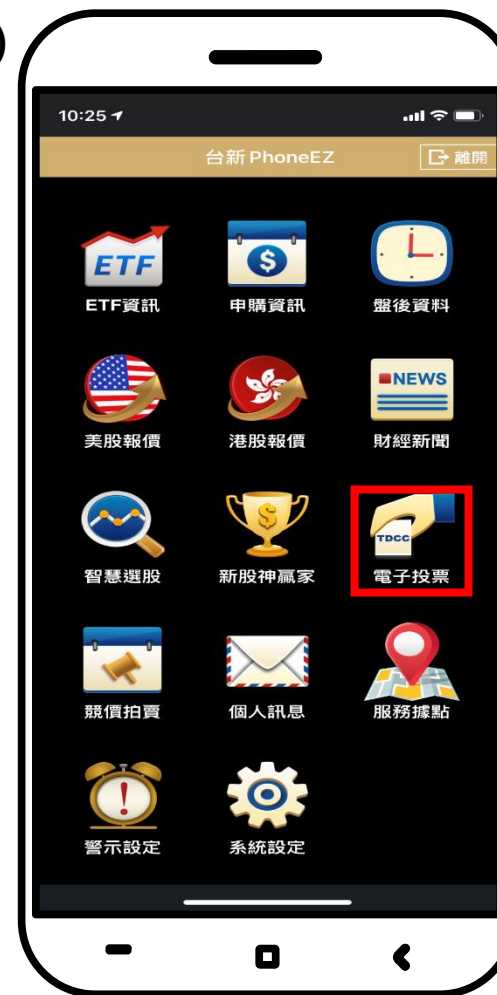 10:25
台新 PhoneEZ
離開
ETF
$
NEWS
ETF資訊
申購資訊
盤後資料
美股報價
港股報價
財經新聞
$
TDCC
智慧選股
新股神贏家
電子投票
競價拍賣
個人訊息
服務據點
!
警示設定
系統設定